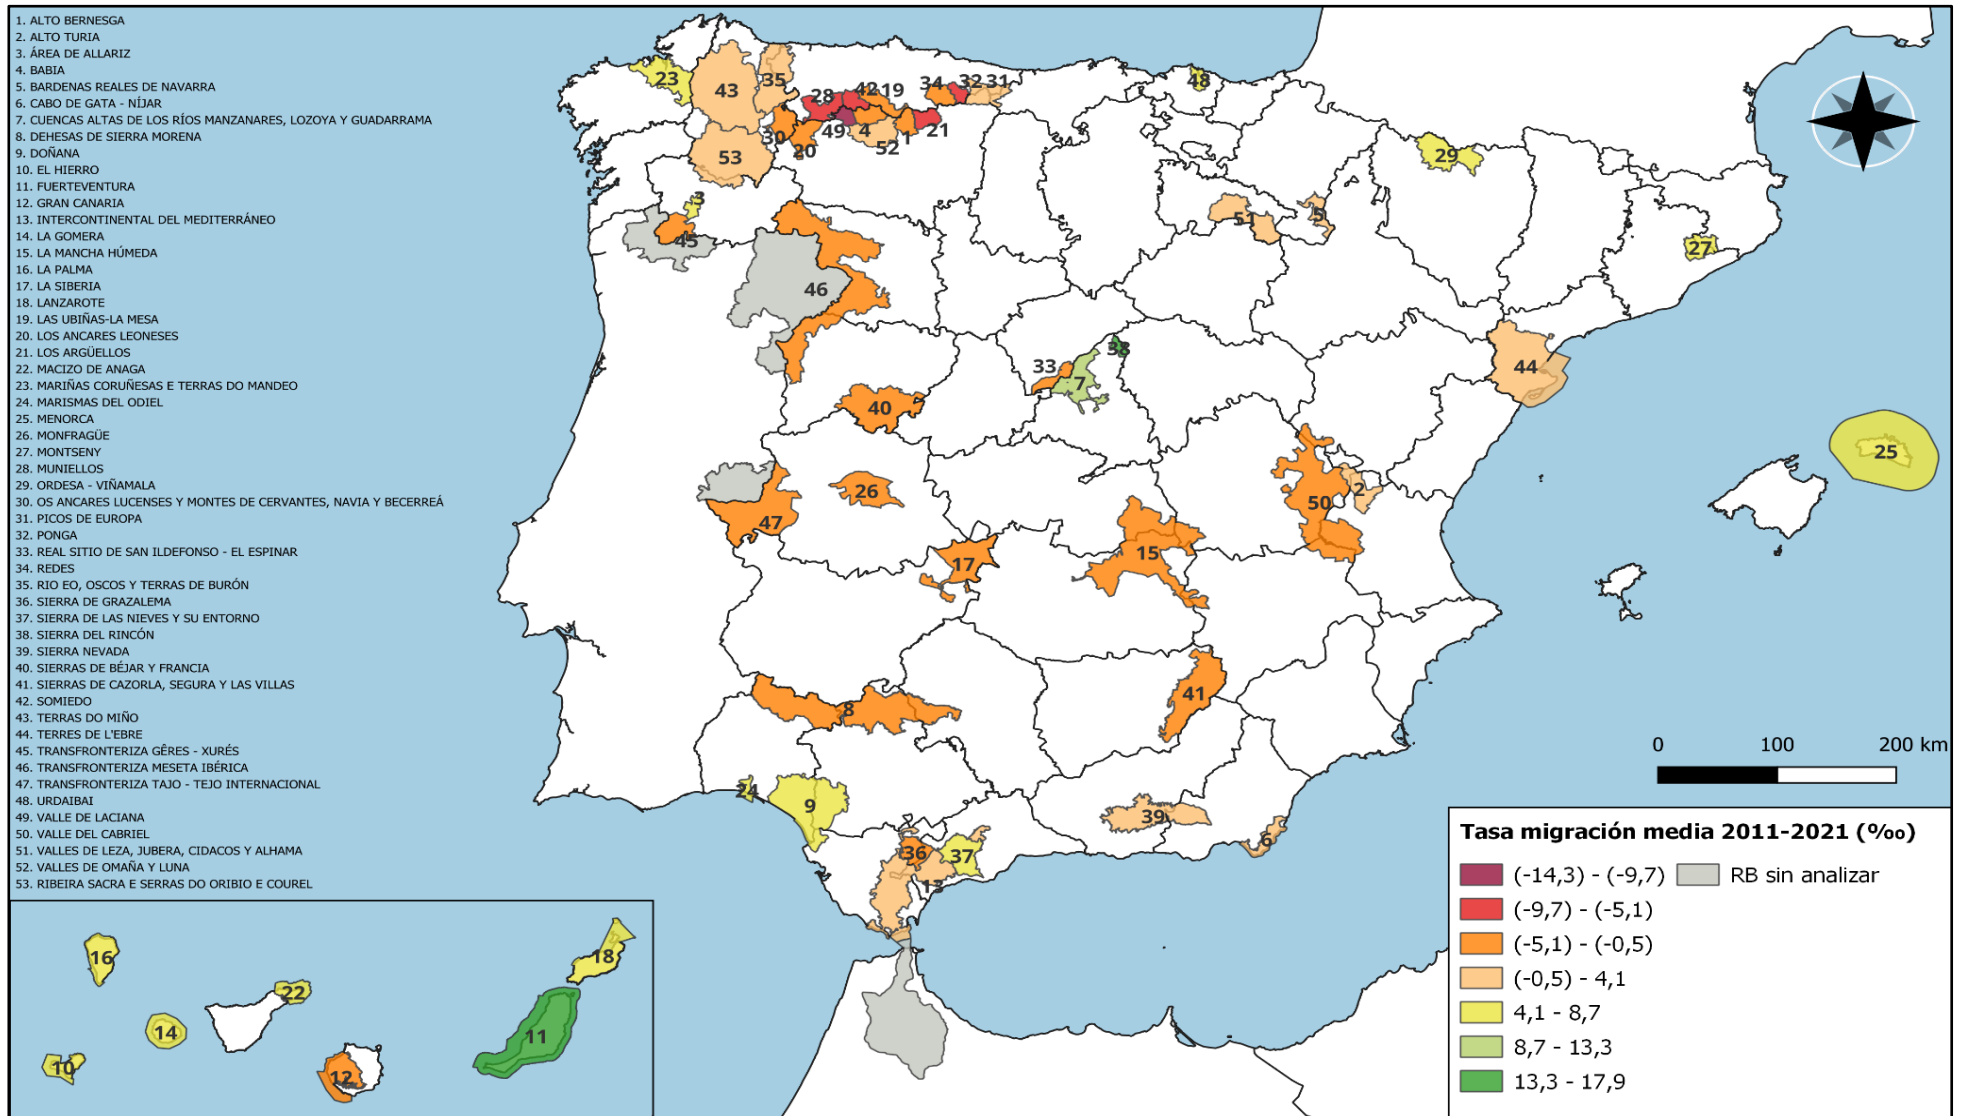 1. ALTO BERNESGA
2. ALTO TURIA
3. ÁREA DE ALLARIZ
4. BABIA
5. BARDENAS REALES DE NAVARRA
6. CABO DE GATA - NÍJAR
7. CUENCAS ALTAS DE LOS RÍOS MANZANARES, LOZOYA Y GUADARRAMA
8. DEHESAS DE SIERRA MORENA
9. DOÑANA
10. EL HIERRO
11. FUERTEVENTURA
12. GRAN CANARIA
13. INTERCONTINENTAL DEL MEDITERRÁNEO
14. LA GOMERA
15. LA MANCHA HÚMEDA
16. LA PALMA
17. LA SIBERIA
18. LANZAROTE
19. LAS UBIÑAS-LA MESA
20. LOS ANCARES LEONESES
21. LOS ARGÜELLOS
22. MACIZO DE ANAGA
23. MARIÑAS CORUÑESAS E TERRAS DO MANDEO
24. MARISMAS DEL ODIEL
25. MENORCA
26. MONFRAGÜE
27. MONTSENY
28. MUNIELLOS
29. ORDESA - VIÑAMALA
30. OS ANCARES LUCENSES Y MONTES DE CERVANTES, NAVIA Y BECERREÁ
31. PICOS DE EUROPA
32. PONGA
33. REAL SITIO DE SAN ILDEFONSO - EL ESPINAR
34. REDES
35. RIO EO, OSCOS Y TERRAS DE BURÓN
36. SIERRA DE GRAZALEMA
37. SIERRA DE LAS NIEVES Y SU ENTORNO
38. SIERRA DEL RINCÓN
39. SIERRA NEVADA
40. SIERRAS DE BÉJAR Y FRANCIA
41. SIERRAS DE CAZORLA, SEGURA Y LAS VILLAS
42. SOMIEDO
43. TERRAS DO MIÑO
44. TERRES DE L'EBRE
45. TRANSFRONTERIZA GÊRES - XURÉS
46. TRANSFRONTERIZA MESETA IBÉRICA
47. TRANSFRONTERIZA TAJO - TEJO INTERNACIONAL
48. URDAIBAI
49. VALLE DE LACIANA
50. VALLE DEL CABRIEL
51. VALLES DE LEZA, JUBERA, CIDACOS Y ALHAMA
52. VALLES DE OMAÑA Y LUNA
53. RIBEIRA SACRA E SERRAS DO ORIBIO E COUREL
23
43
35
28
42
19
34
32
31
48
30
20
49
4
52
1
21
53
29
3
45
51
5
27
46
38
33
7
44
40
25
26
47
50
2
17
15
41
8
24
9
39
6
36
37
13
16
22
18
14
11
10
12
0 100 200 km
Tasa migración media 2011-2021 (‰)
(-14,3) - (-9,7) RB sin analizar
(-9,7) - (-5,1)
(-5,1) - (-0,5)
(-0,5) - 4,1
4,1 - 8,7
8,7 - 13,3
13,3 - 17,9